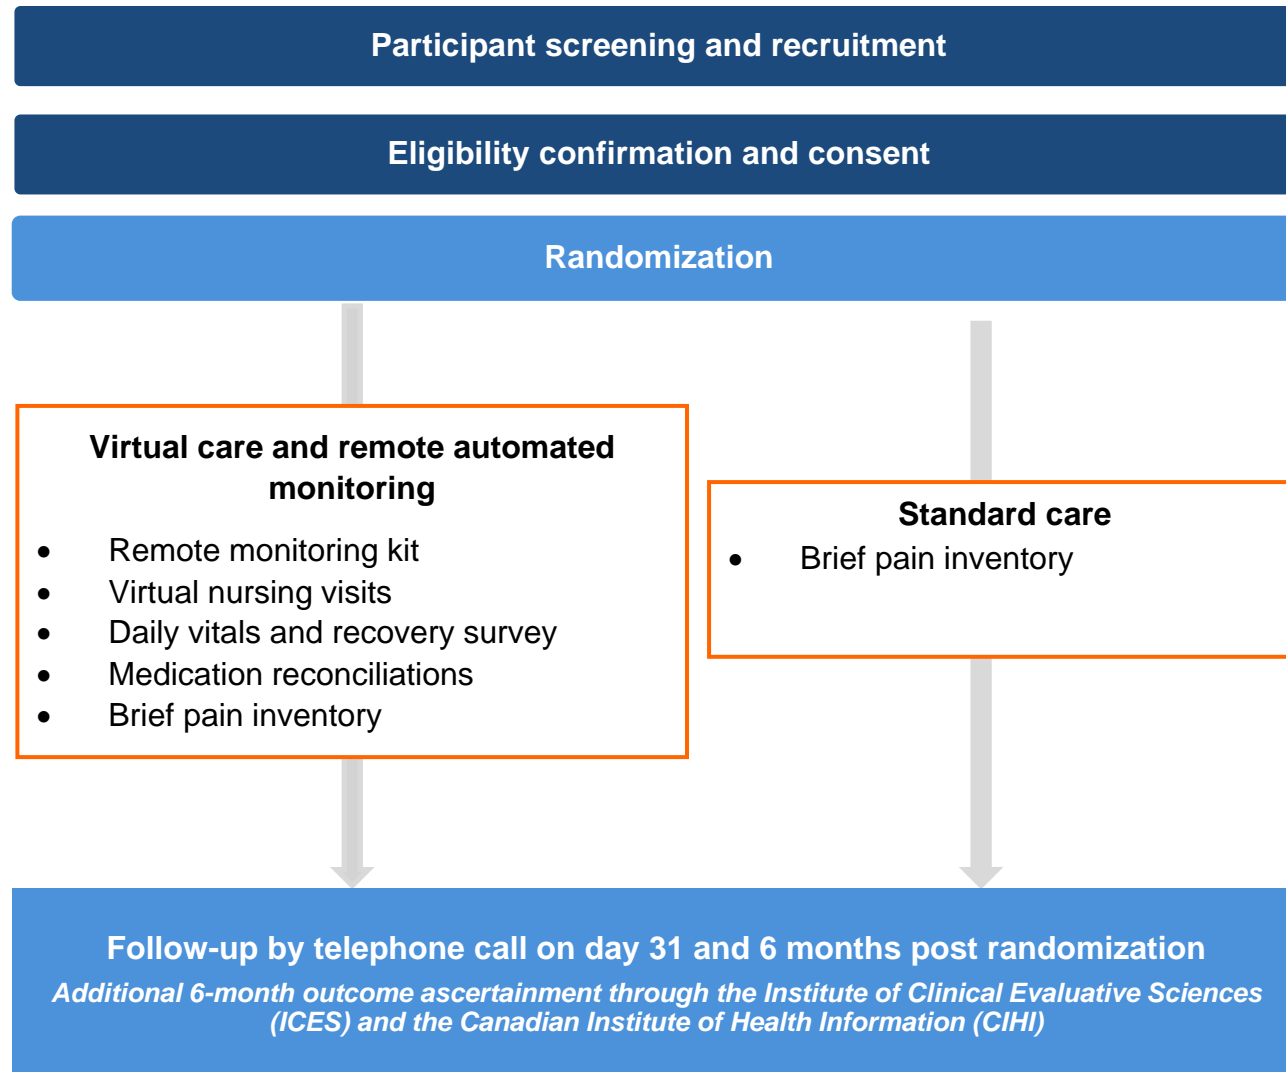 Participant screening and recruitment
Eligibility confirmation and consent
Randomization
Virtual care and remote automated
monitoring
• Remote monitoring kit
• Virtual nursing visits
• Daily vitals and recovery survey
• Medication reconciliations
• Brief pain inventory
Standard care
• Brief pain inventory
Follow-up by telephone call on day 31 and 6 months post randomization
Additional 6-month outcome ascertainment through the Institute of Clinical Evaluative Sciences
(ICES) and the Canadian Institute of Health Information (CIHI)